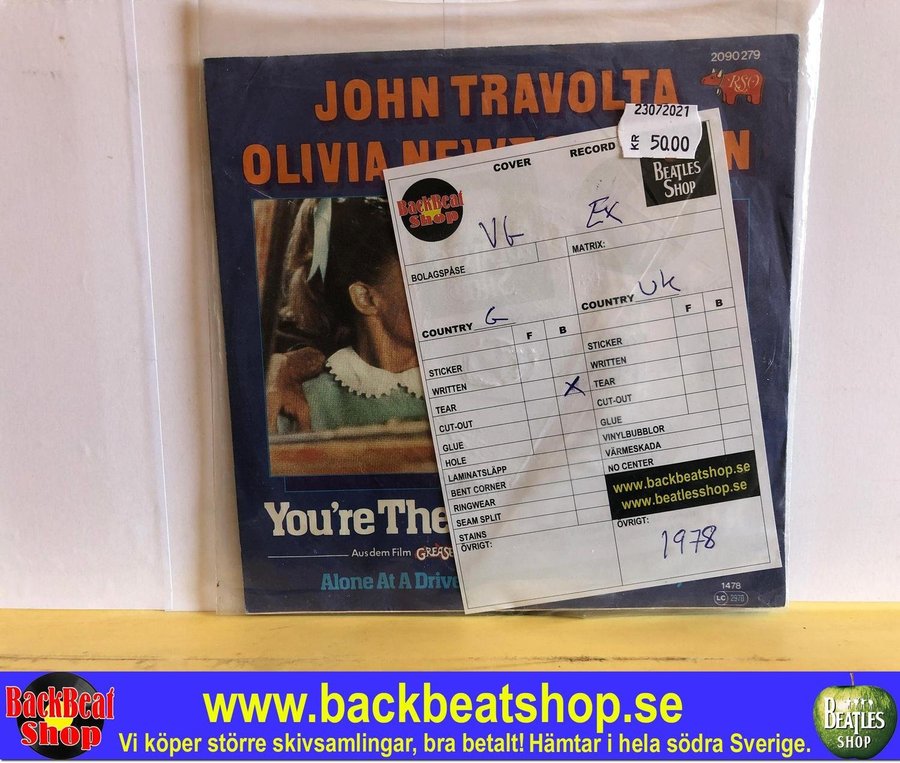 2090279
RSO
JOHN TRAVOLTA
OLIVIA NEWT N
23072021
KR 50.00
COVER
RECORD
BackBeat
Shop
BEATLES
SHOP
VG
Ex
BOLAGSPÅSE
MATRIX:
COUNTRY G
COUNTRY UK
F B
F B
STICKER
WRITTEN X
TEAR
CUT-OUT
GLUE
HOLE
LAMINATSLÄPP
BENT CORNER
RINGWEAR
SEAM SPLIT
STAINS
ÖVRIGT:
STICKER
WRITTEN
TEAR
CUT-OUT
GLUE
VINYLBUBBLOR
VÄRMESKADA
NO CENTER
www.backbeatshop.se
www.beatlesshop.se
ÖVRIGT:
1978
You're The
Aus dem Film GREASE
Alone At A Drive
1478
LC 2970
BackBeat
Shop
www.backbeatshop.se
Vi köper större skivsamlingar, bra betalt! Hämtar i hela södra Sverige.
BEATLES
SHOP